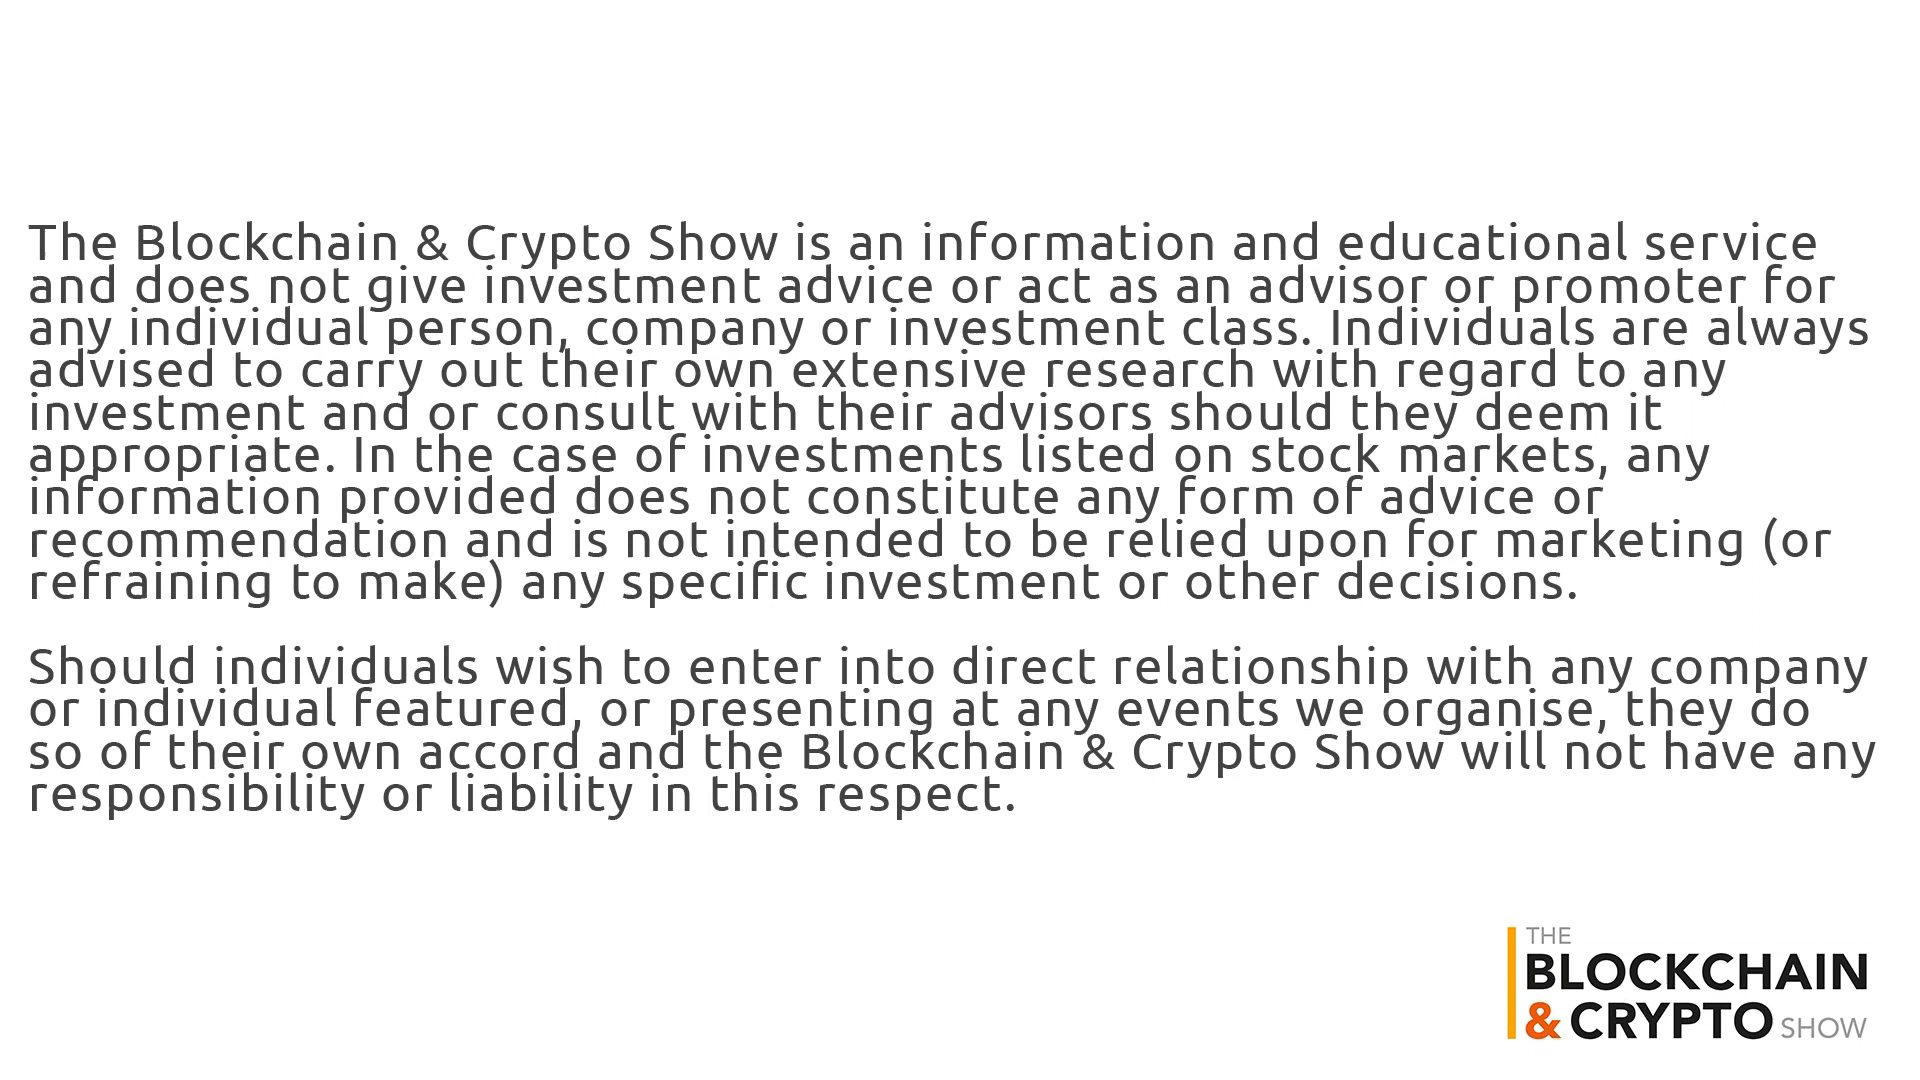 The Blockchain & Crypto Show is an information and educational service
and does not give investment advice or act as an advisor or promoter for
any individual person, company or investment class. Individuals are always
advised to carry out their own extensive research with regard to any
investment and or consult with their advisors should they deem it
appropriate. In the case of investments listed on stock markets, any
information provided does not constitute any form of advice or
recommendation and is not intended to be relied upon for marketing (or
refraining to make) any specific investment or other decisions.
Should individuals wish to enter into direct relationship with any company
or individual featured, or presenting at any events we organise, they do
so of their own accord and the Blockchain & Crypto Show will not have any
responsibility or liability in this respect.
THE
BLOCKCHAIN
& CRYPTO SHOW